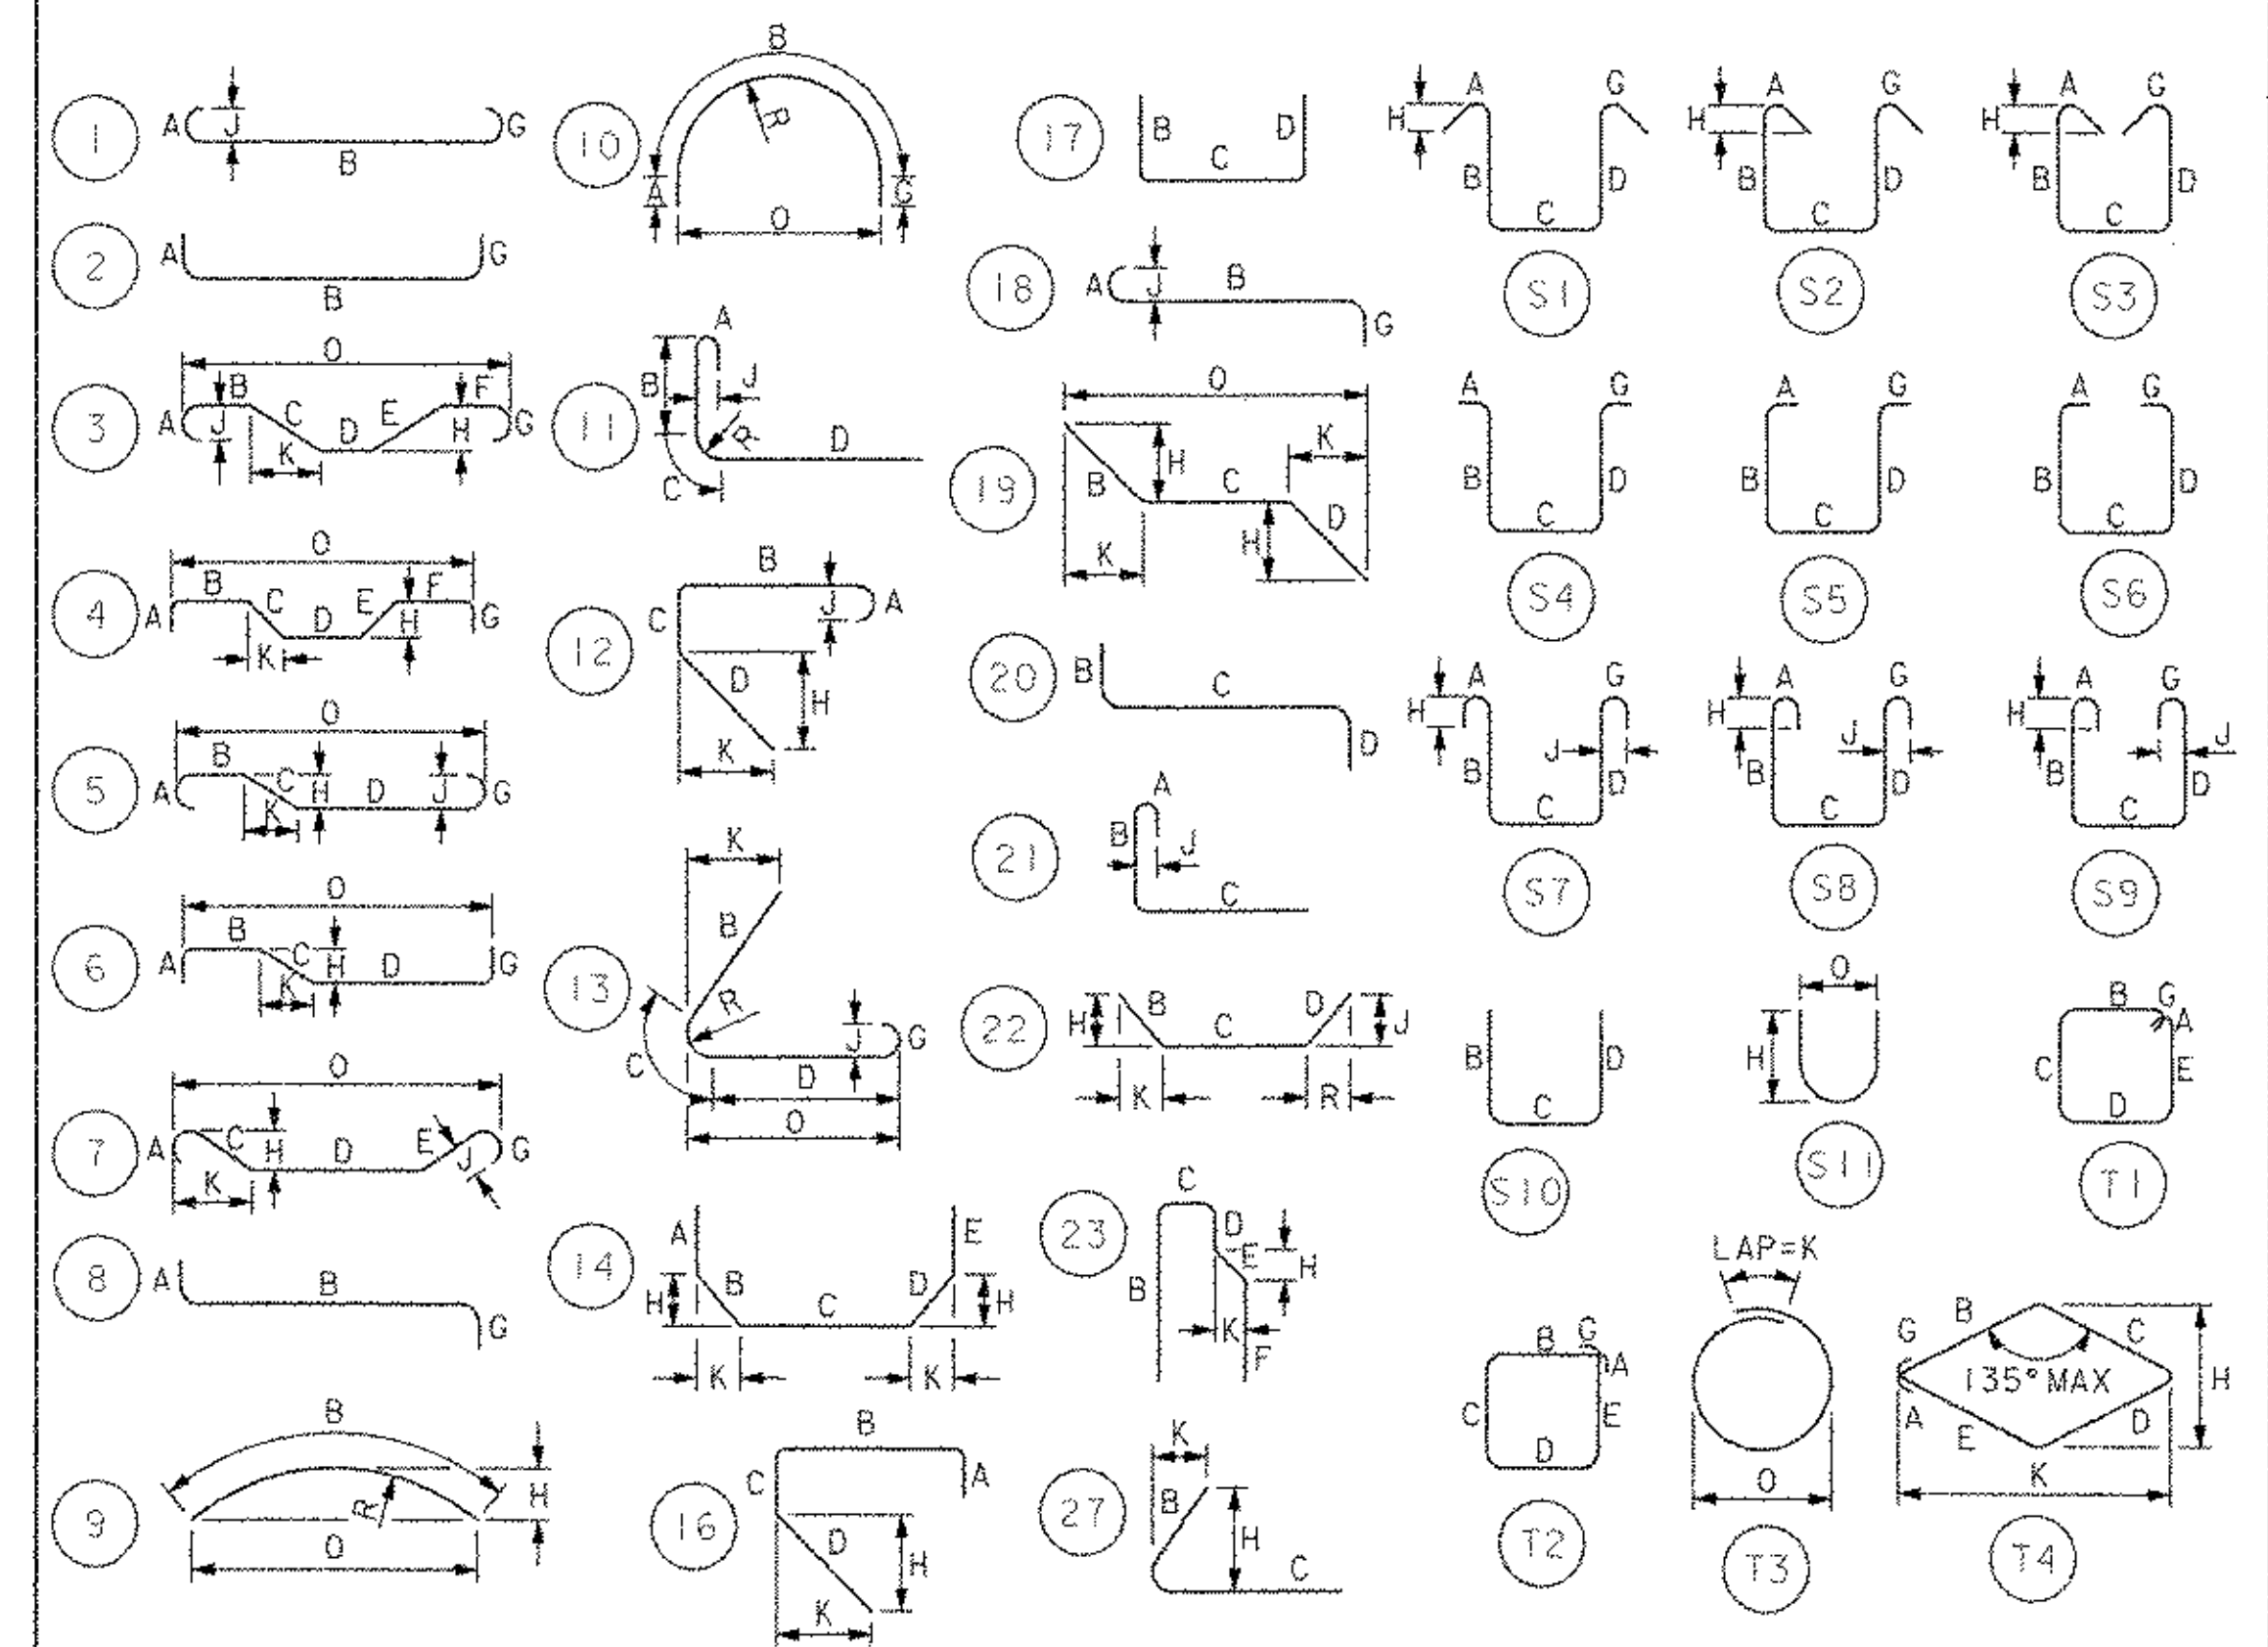 1 A J B G
2 A B G
3 O A J B C K D E F H G
4 O A B C K D E F H G
5 O A B C K H D J G
6 O A B C K H D G
7 O A C K H D E J G
8 A B G
9 B R H O
10 B R A G O
11 A B J R C D
12 B J A C D H K
13 K B R C J G D O
14 A E B H C D H K K
16 B C A D H K
17 B D C
18 A J B G
19 O H K B C D H K
20 B C D
21 A B J C
22 H B C D J K R
23 C D E H B K F
27 K B H C
S1 A G H B D C
S2 A G H B D C
S3 A G H B D C
S4 A G B D C
S5 A G B D C
S6 A G B D C
S7 A G H J B D C
S8 A G H J B D C
S9 A G H J B D C
S10 B D C
S11 O H
T1 B G A C E D
T2 B G A C E D
LAP=K
T3 O
T4 G B C H
135° MAX
A E D K